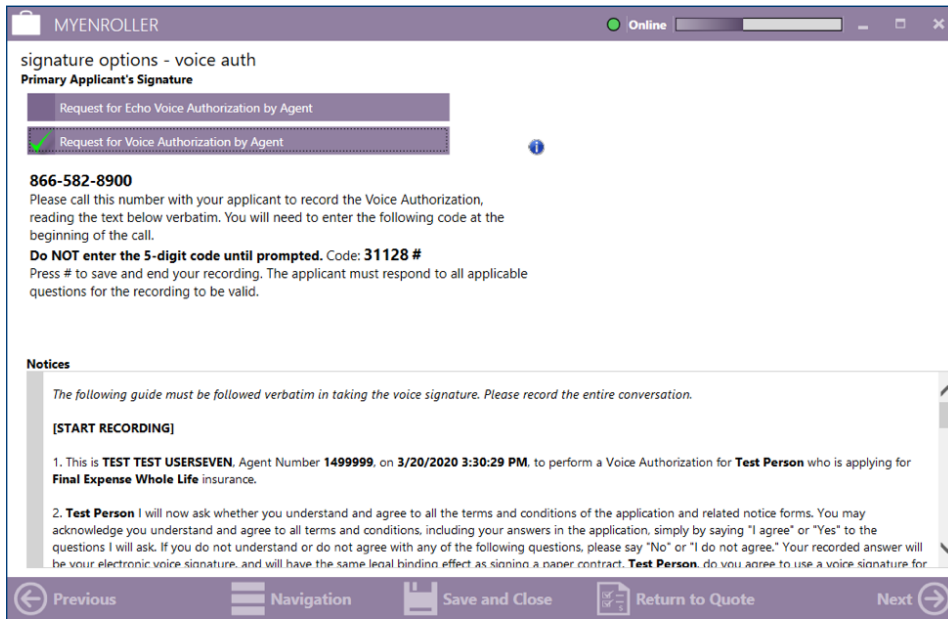 MYENROLLER
Online
signature options - voice auth
Primary Applicant's Signature
Request for Echo Voice Authorization by Agent
Request for Voice Authorization by Agent
866-582-8900
Please call this number with your applicant to record the Voice Authorization,
reading the text below verbatim. You will need to enter the following code at the
beginning of the call.
Do NOT enter the 5-digit code until prompted. Code: 31128 #
Press # to save and end your recording. The applicant must respond to all applicable
questions for the recording to be valid.
Notices
The following guide must be followed verbatim in taking the voice signature. Please record the entire conversation.
[START RECORDING]
1. This is TEST TEST USERSEVEN, Agent Number 1499999, on 3/20/2020 3:30:29 PM, to perform a Voice Authorization for Test Person who is applying for
Final Expense Whole Life insurance.
2. Test Person I will now ask whether you understand and agree to all the terms and conditions of the application and related notice forms. You may
acknowledge you understand and agree to all terms and conditions, including your answers in the application, simply by saying "I agree" or "Yes" to the
questions I will ask. If you do not understand or do not agree with any of the following questions, please say "No" or "I do not agree." Your recorded answer will
be your electronic voice signature, and will have the same legal binding effect as signing a paper contract. Test Person, do you agree to use a voice signature for
Previous
Navigation
Save and Close
Return to Quote
Next